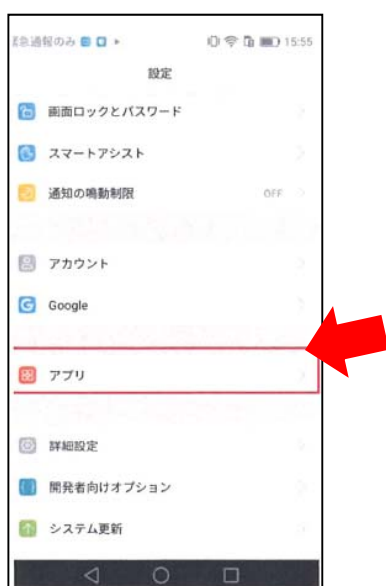 急通報のみ 15:55
設定
画面ロックとパスワード
スマートアシスト
通知の鳴動制限 OFF
アカウント
Google
アプリ
詳細設定
開発者向けオプション
システム更新